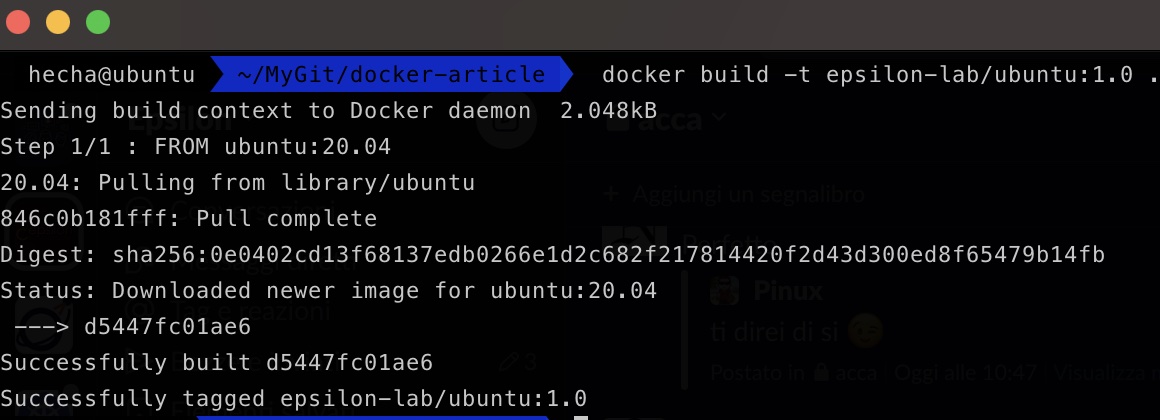 hecha@ubuntu ~/MyGit/docker-article docker build -t epsilon-lab/ubuntu:1.0 .
Sending build context to Docker daemon 2.048kB
Step 1/1 : FROM ubuntu:20.04
20.04: Pulling from library/ubuntu
846c0b181fff: Pull complete
Digest: sha256:0e0402cd13f68137edb0266e1d2c682f217814420f2d43d300ed8f65479b14fb
Status: Downloaded newer image for ubuntu:20.04
---> d5447fc01ae6
Successfully built d5447fc01ae6
Successfully tagged epsilon-lab/ubuntu:1.0
Epsilon
acca
+ Aggiungi un segnalibro
Pinux
ti direi di si 😉
Postato in 🔒 acca · Oggi alle 10:47 · Visualizza
3